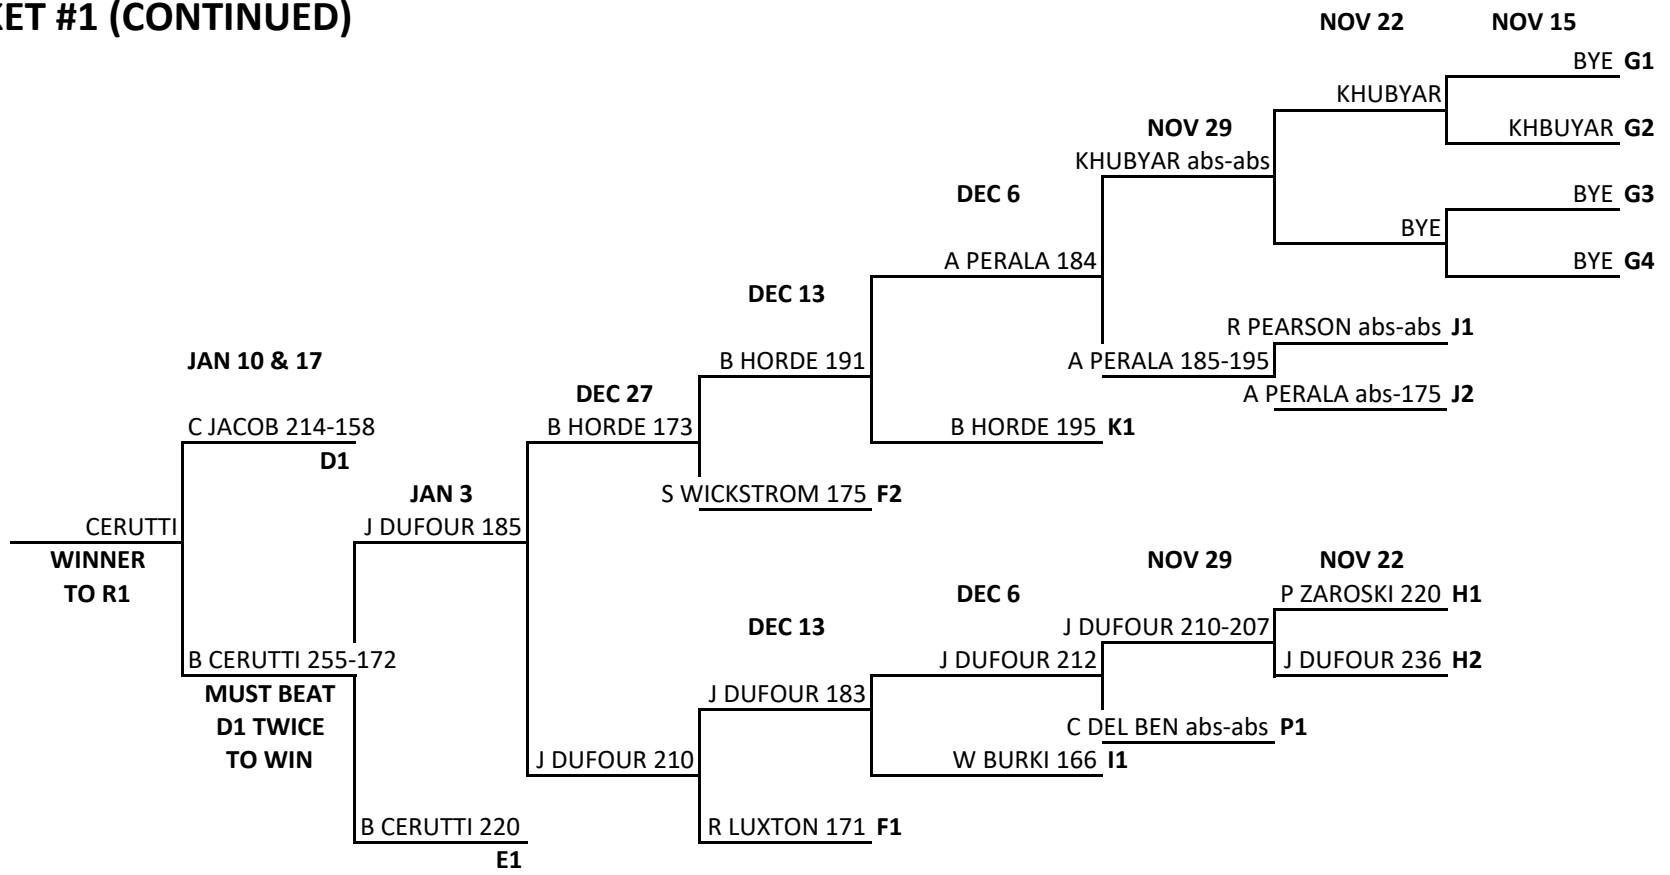 KET #1 (CONTINUED)
NOV 22 NOV 15
BYE G1
KHUBYAR
NOV 29 KHBUYAR G2
KHUBYAR abs-abs
DEC 6 BYE G3
BYE
A PERALA 184 BYE G4
DEC 13
R PEARSON abs-abs J1
JAN 10 & 17 B HORDE 191 A PERALA 185-195
DEC 27 A PERALA abs-175 J2
C JACOB 214-158 B HORDE 173 B HORDE 195 K1
D1
JAN 3 S WICKSTROM 175 F2
CERUTTI J DUFOUR 185
WINNER NOV 29 NOV 22
TO R1 DEC 6 P ZAROSKI 220 H1
DEC 13 J DUFOUR 210-207
B CERUTTI 255-172 J DUFOUR 212 J DUFOUR 236 H2
MUST BEAT J DUFOUR 183
D1 TWICE C DEL BEN abs-abs P1
TO WIN J DUFOUR 210 W BURKI 166 I1
B CERUTTI 220 R LUXTON 171 F1
E1